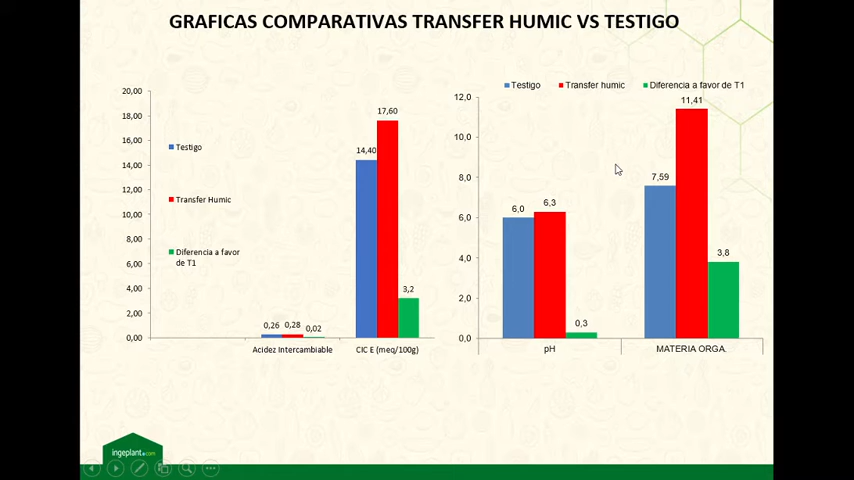 GRAFICAS COMPARATIVAS TRANSFER HUMIC VS TESTIGO
20,00
18,00
16,00
14,00
12,00
10,00
8,00
6,00
4,00
2,00
0,00
Testigo
Transfer Humic
Diferencia a favor
de T1
0,26
0,28
0,02
14,40
17,60
3,2
Acidez Intercambiable
CIC E (meq/100g)
Testigo
Transfer humic
Diferencia a favor de T1
12,0
10,0
8,0
6,0
4,0
2,0
0,0
6,0
6,3
0,3
7,59
11,41
3,8
pH
MATERIA ORGA.
ingeplant.com